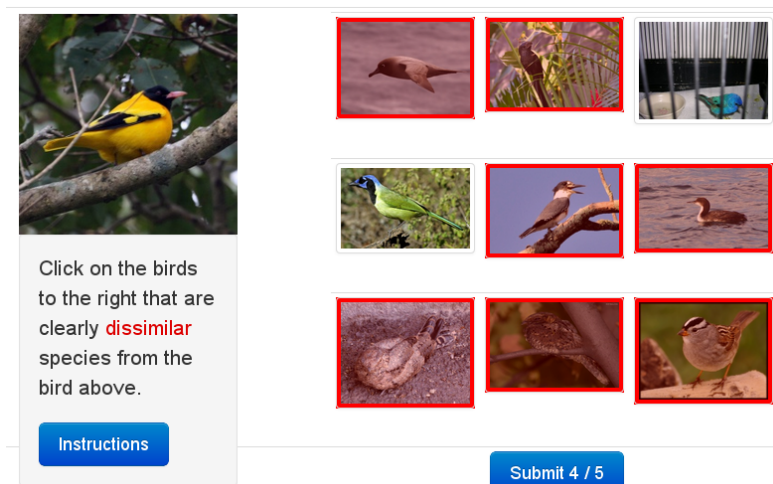 Click on the birds
to the right that are
clearly dissimilar
species from the
bird above.
Instructions
Submit 4 / 5